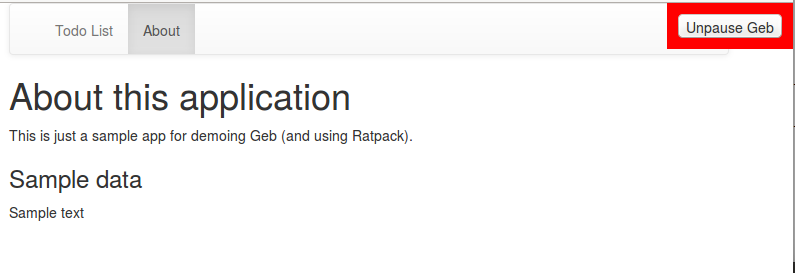 Todo List About Unpause Geb
About this application
This is just a sample app for demoing Geb (and using Ratpack).
Sample data
Sample text